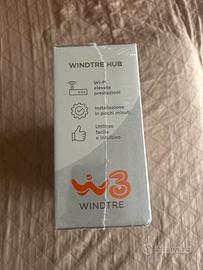 WINDTRE HUB
Wi-Fi
elevate
prestazioni
Installazione
in pochi minuti
Utilizzo
facile
e intuitivo
W3
WINDTRE